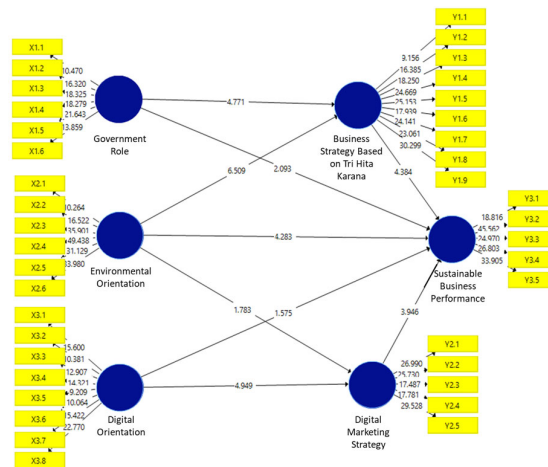 X1.1
X1.2
X1.3
X1.4
X1.5
X1.6
10.470
16.320
18.325
18.279
21.643
13.859
Government
Role
X2.1
X2.2
X2.3
X2.4
X2.5
X2.6
10.264
16.522
35.901
49.438
31.129
33.980
Environmental
Orientation
X3.1
X3.2
X3.3
X3.4
X3.5
X3.6
X3.7
X3.8
15.600
10.381
12.907
14.321
9.209
10.064
15.422
22.770
Digital
Orientation
4.771
6.509
2.093
4.283
1.783
1.575
4.949
4.384
3.946
Y1.1
Y1.2
Y1.3
Y1.4
Y1.5
Y1.6
Y1.7
Y1.8
Y1.9
9.156
16.385
18.250
24.669
25.153
17.939
24.141
23.061
30.299
Business
Strategy Based
on Tri Hita
Karana
Y3.1
Y3.2
Y3.3
Y3.4
Y3.5
18.816
45.562
24.970
26.803
33.905
Sustainable
Business
Performance
Y2.1
Y2.2
Y2.3
Y2.4
Y2.5
26.990
25.730
17.487
17.781
29.528
Digital
Marketing
Strategy